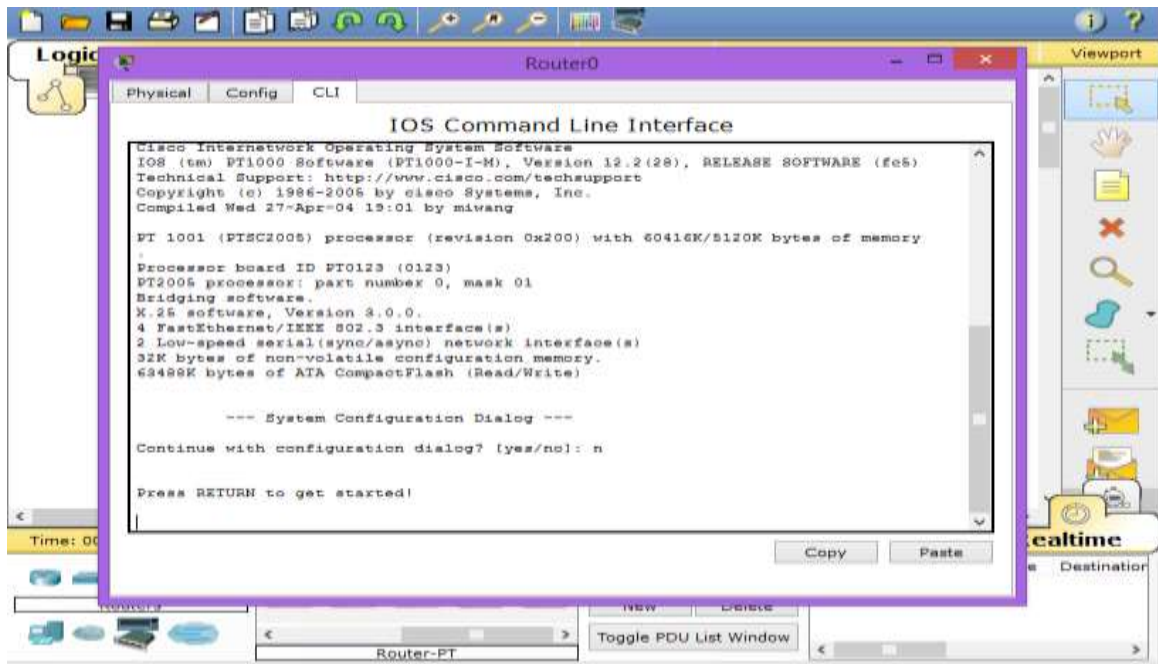 Logic
Viewport
Router0
Physical
Config
CLI
IOS Command Line Interface
Cisco Internetwork Operating System Software
IOS (tm) PT1000 Software (PT1000-I-M), Version 12.2(28), RELEASE SOFTWARE (fc5)
Technical Support: http://www.cisco.com/techsupport
Copyright (c) 1986-2005 by cisco Systems, Inc.
Compiled Wed 27-Apr-04 19:01 by miwang
PT 1001 (PTSC2005) processor (revision 0x200) with 60416K/5120K bytes of memory
.
Processor board ID PT0123 (0123)
PT2005 processor: part number 0, mask 01
Bridging software.
X.25 software, Version 3.0.0.
4 FastEthernet/IEEE 802.3 interface(s)
2 Low-speed serial(sync/async) network interface(s)
32K bytes of non-volatile configuration memory.
63488K bytes of ATA CompactFlash (Read/Write)
--- System Configuration Dialog ---
Continue with configuration dialog? [yes/no]: n
Press RETURN to get started!
Copy
Paste
Time: 00
ealtime
e Destination
Routers
New
Delete
Toggle PDU List Window
Router-PT